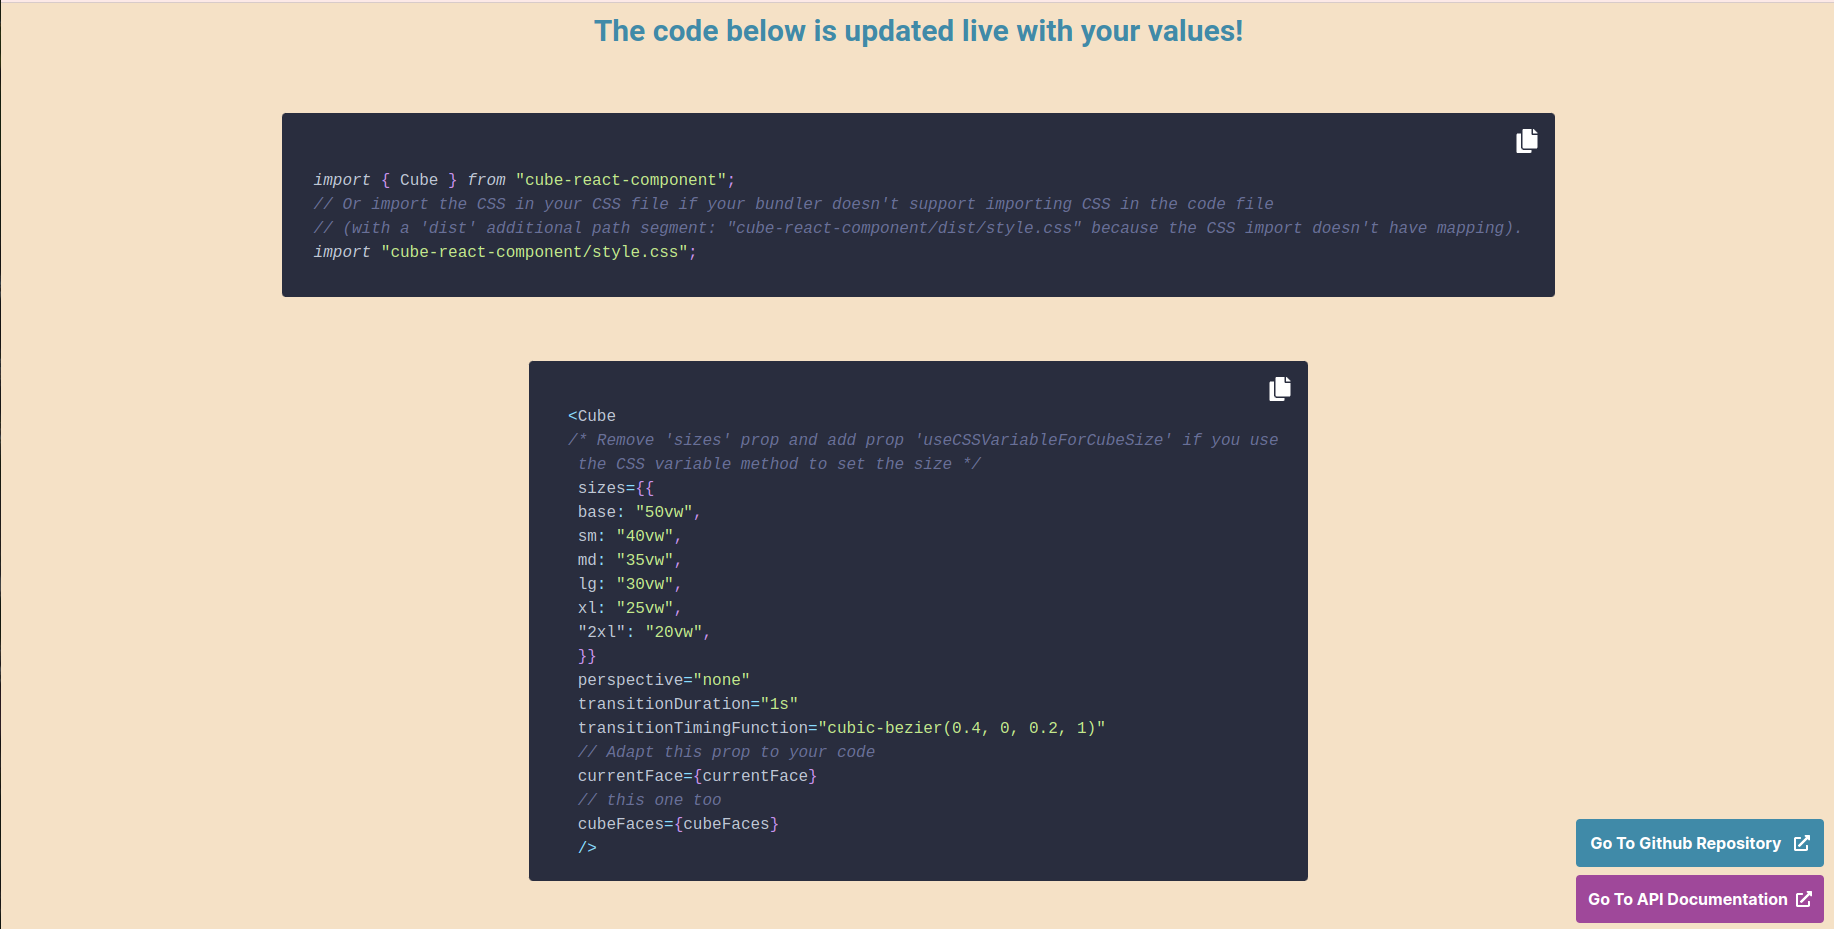 The code below is updated live with your values!
import { Cube } from "cube-react-component";
// Or import the CSS in your CSS file if your bundler doesn't support importing CSS in the code file
// (with a 'dist' additional path segment: "cube-react-component/dist/style.css" because the CSS import doesn't have mapping).
import "cube-react-component/style.css";
<Cube
/* Remove 'sizes' prop and add prop 'useCSSVariableForCubeSize' if you use
the CSS variable method to set the size */
sizes={{
base: "50vw",
sm: "40vw",
md: "35vw",
lg: "30vw",
xl: "25vw",
"2xl": "20vw",
}}
perspective="none"
transitionDuration="1s"
transitionTimingFunction="cubic-bezier(0.4, 0, 0.2, 1)"
// Adapt this prop to your code
currentFace={currentFace}
// this one too
cubeFaces={cubeFaces}
/>
Go To Github Repository
Go To API Documentation